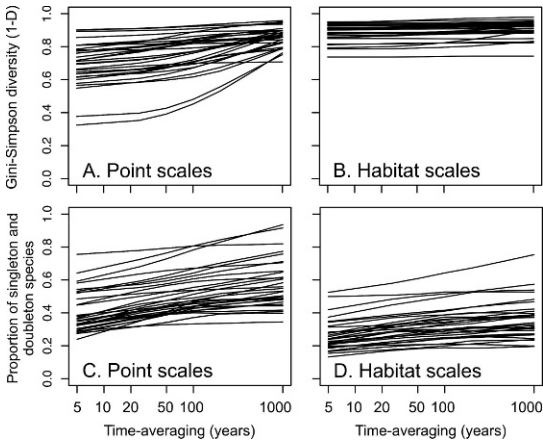 Gini-Simpson diversity (1-D)
1.0
0.8
0.6
0.4
0.2
0.0
A. Point scales
B. Habitat scales
Proportion of singleton and
doubleton species
1.0
0.8
0.6
0.4
0.2
0.0
C. Point scales
D. Habitat scales
5 10 20 50 100 1000
5 10 20 50 100 1000
Time-averaging (years)
Time-averaging (years)